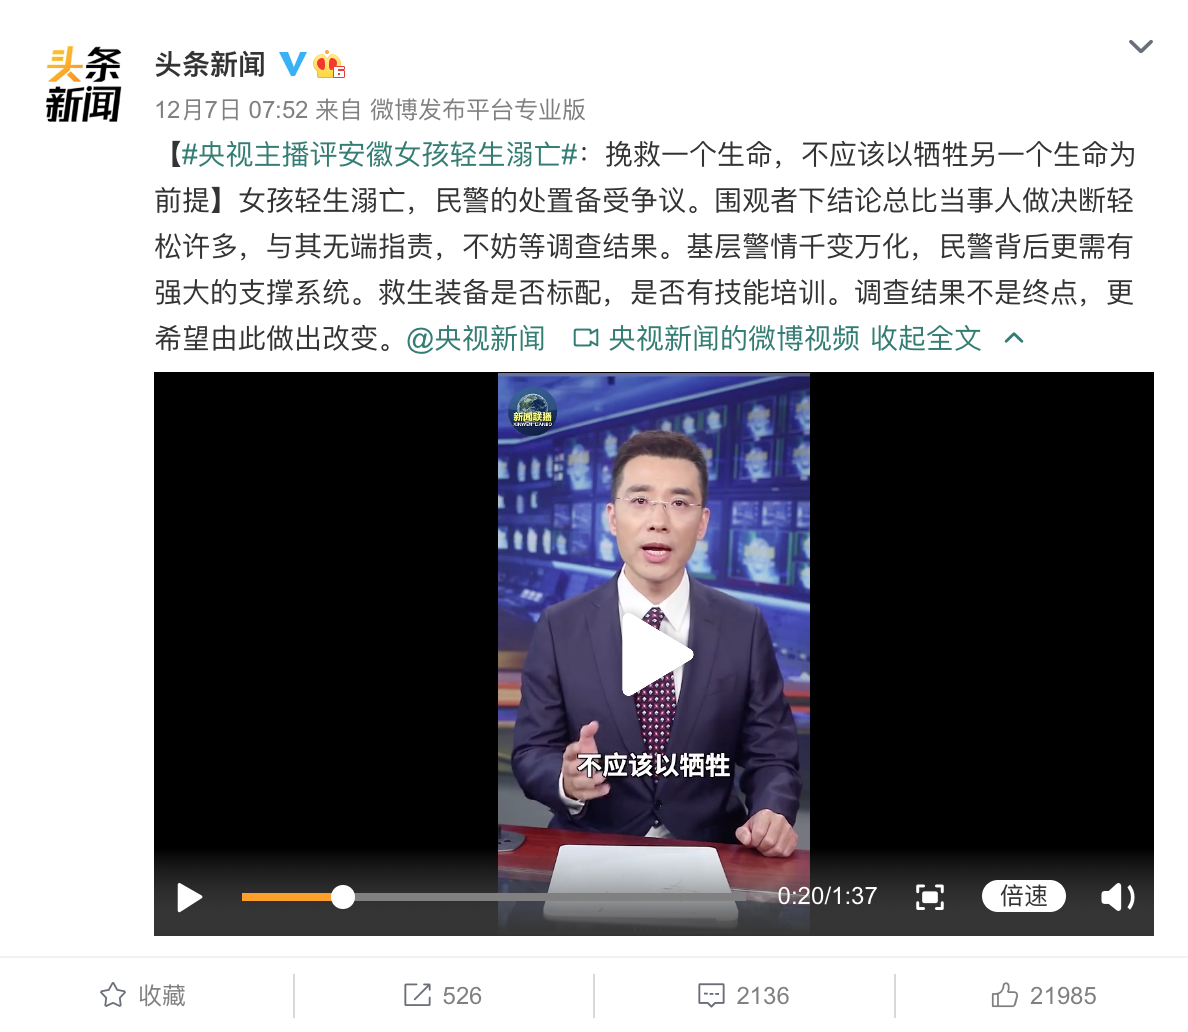 头条
新闻
头条新闻
12月7日 07:52 来自 微博发布平台专业版
【#央视主播评安徽女孩轻生溺亡#：挽救一个生命，不应该以牺牲另一个生命为
前提】女孩轻生溺亡，民警的处置备受争议。围观者下结论总比当事人做决断轻
松许多，与其无端指责，不妨等调查结果。基层警情千变万化，民警背后更需有
强大的支撑系统。救生装备是否标配，是否有技能培训。调查结果不是终点，更
希望由此做出改变。@央视新闻 央视新闻的微博视频 收起全文
新闻联播
XINWEN LIANBO
不应该以牺牲
0:20/1:37
倍速
收藏
526
2136
21985